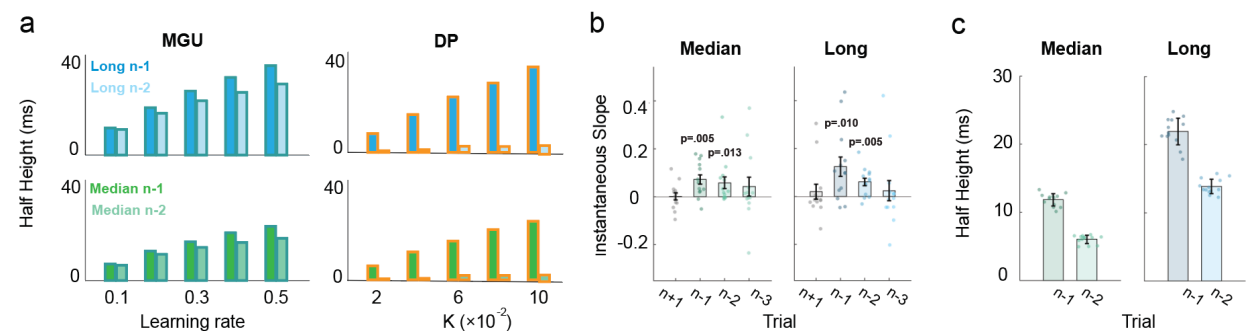 a
MGU
DP
Half Height (ms)
40
Long n-1
Long n-2
0
40
0
40
Median n-1
Median n-2
0
0.1
0.3
0.5
Learning rate
40
0
2
6
10
K (×10⁻²)
b
Median
Long
Instantaneous Slope
0.4
0.2
0
-0.2
p=.005
p=.013
p=.010
p=.005
n+1
n-1
n-2
n-3
n+1
n-1
n-2
n-3
Trial
c
Median
Long
Half Height (ms)
30
20
10
0
n-1
n-2
n-1
n-2
Trial